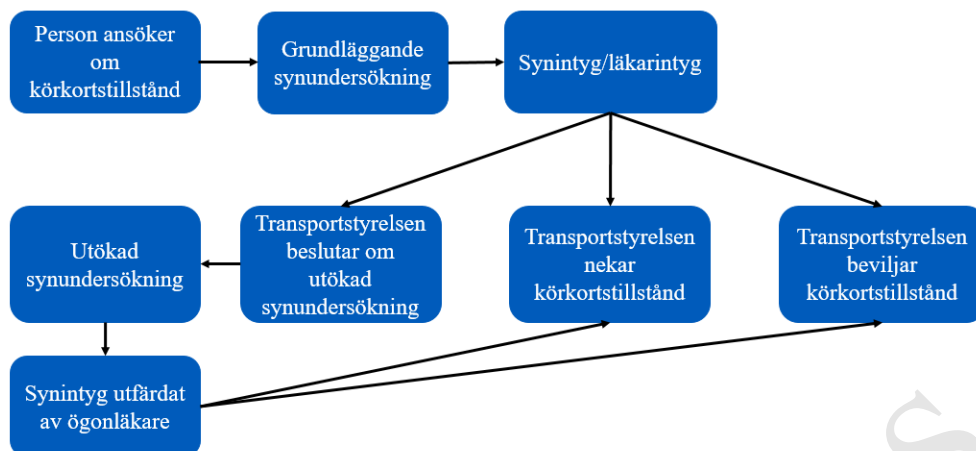 Person ansöker
om
körkortstillstånd
Grundläggande
synundersökning
Synintyg/läkarintyg
Utökad
synundersökning
Transportstyrelsen
beslutar om
utökad
synundersökning
Transportstyrelsen
nekar
körkortstillstånd
Transportstyrelsen
beviljar
körkortstillstånd
Synintyg utfärdat
av ögonläkare